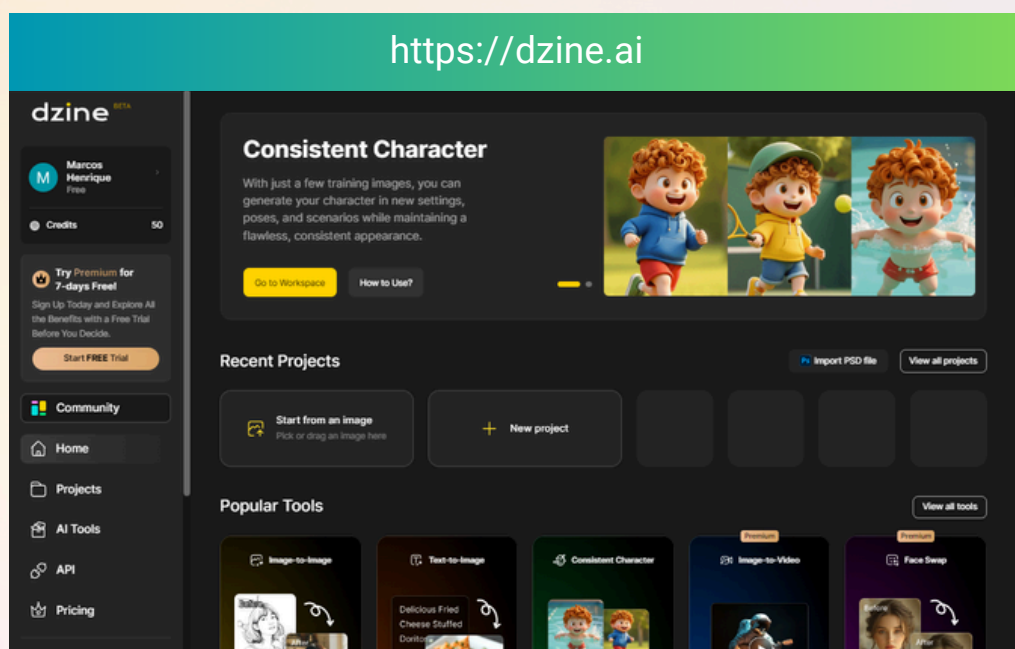 https://dzine.ai
dzine BETA
M
Marcos
Henrique
Free
Credits 50
Try Premium for
7-days Free!
Sign Up Today and Explore All
the Benefits with a Free Trial
Before You Decide.
Start FREE Trial
Community
Home
Projects
AI Tools
API
Pricing
Consistent Character
With just a few training images, you can
generate your character in new settings,
poses, and scenarios while maintaining a
flawless, consistent appearance.
Go to Workspace
How to Use?
Recent Projects
Ps Import PSD file
View all projects
Start from an image
Pick or drag an image here
New project
Popular Tools
View all tools
Image-to-Image
After
Text-to-Image
Delicious Fried
Cheese Stuffed
Doritos
Consistent Character
Premium
Image-to-Video
Premium
Face Swap
Before
After